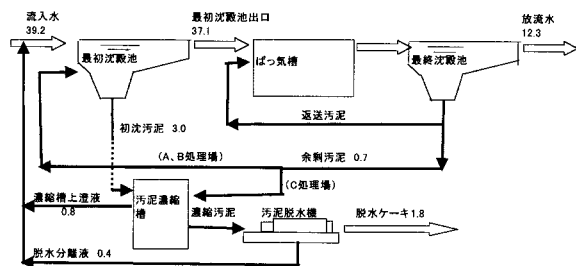 流入水
39.2
最初沈殿池出口
37.1
放流水
12.3
最初沈殿池
ばっ気槽
最終沈殿池
初沈汚泥 3.0
返送汚泥
(A、B処理場)
余剰汚泥 0.7
(C処理場)
濃縮槽上澄液
0.8
汚泥濃縮
槽
濃縮汚泥
汚泥脱水機
脱水ケーキ1.8
脱水分離液 0.4